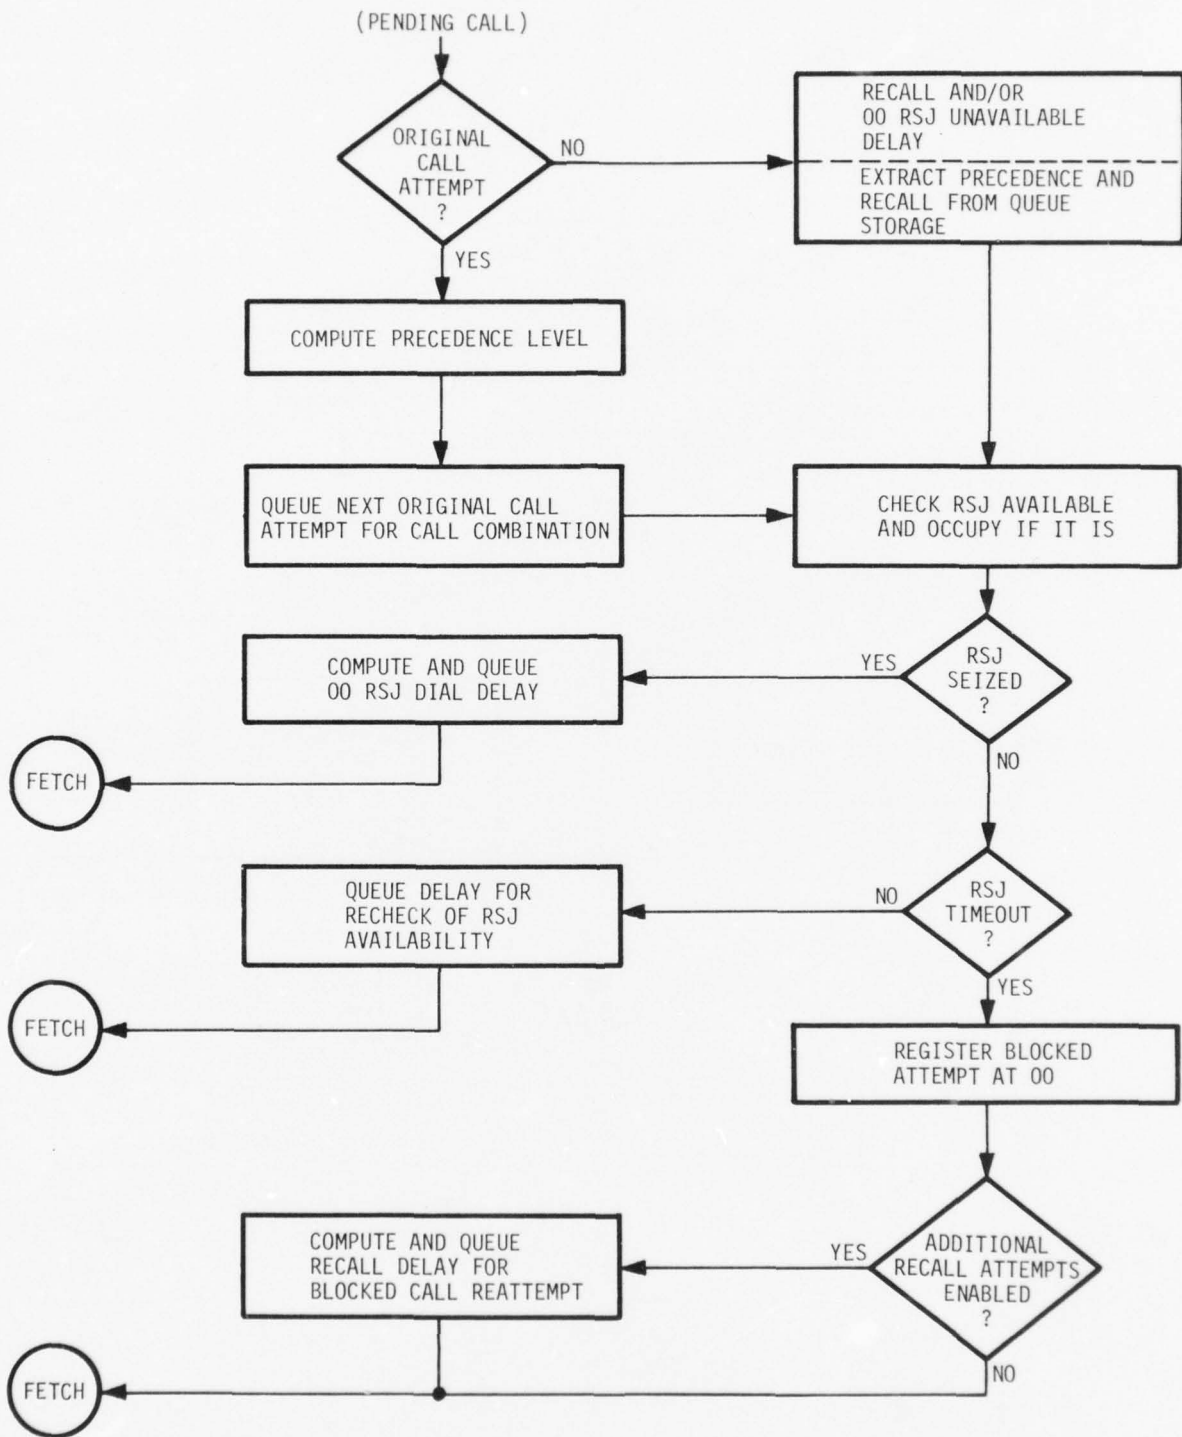 (PENDING CALL)
ORIGINAL
CALL
ATTEMPT
?
NO
YES
RECALL AND/OR
OO RSJ UNAVAILABLE
DELAY
EXTRACT PRECEDENCE AND
RECALL FROM QUEUE
STORAGE
COMPUTE PRECEDENCE LEVEL
QUEUE NEXT ORIGINAL CALL
ATTEMPT FOR CALL COMBINATION
CHECK RSJ AVAILABLE
AND OCCUPY IF IT IS
RSJ
SEIZED
?
YES
NO
COMPUTE AND QUEUE
OO RSJ DIAL DELAY
FETCH
RSJ
TIMEOUT
?
NO
YES
QUEUE DELAY FOR
RECHECK OF RSJ
AVAILABILITY
FETCH
REGISTER BLOCKED
ATTEMPT AT OO
ADDITIONAL
RECALL ATTEMPTS
ENABLED
?
YES
NO
COMPUTE AND QUEUE
RECALL DELAY FOR
BLOCKED CALL REATTEMPT
FETCH